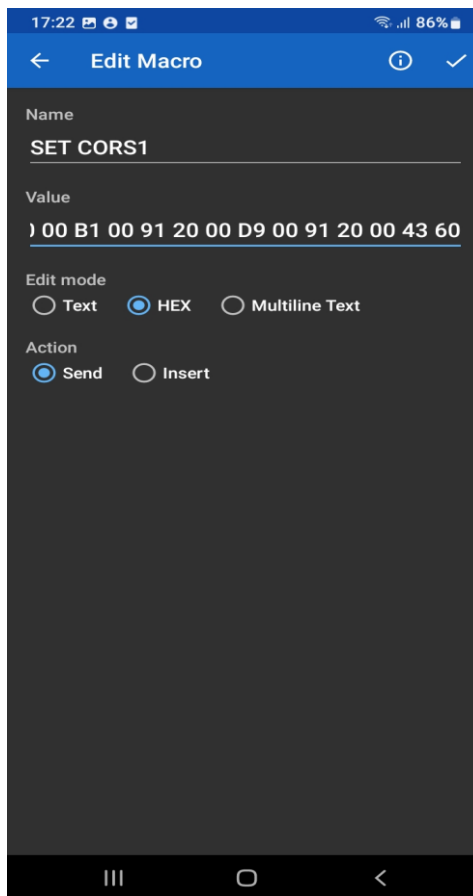 17:22 86%
Edit Macro
Name
SET CORS1
Value
00 B1 00 91 20 00 D9 00 91 20 00 43 60
Edit mode
Text HEX Multiline Text
Action
Send Insert